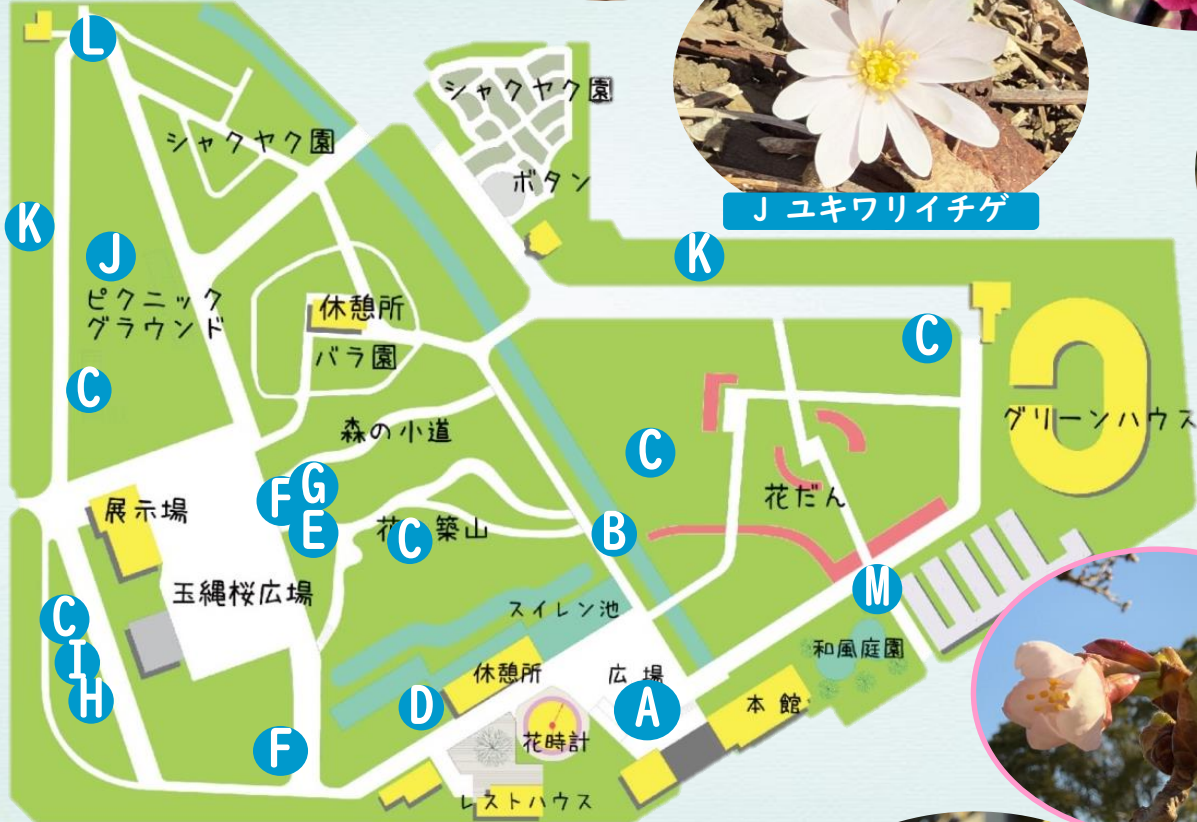 L
シャクヤク園
シャクヤク園
ボタン
J ユキワリイチゲ
K
J
K
ピクニック
グラウンド
休憩所
バラ園
C
C
グリーンハウス
森の小道
C
G
F
展示場
E
花
C
築山
B
花だん
玉縄桜広場
スイレン池
M
C
I
H
和風庭園
休憩所
広場
D
A
本館
F
花時計
レストハウス